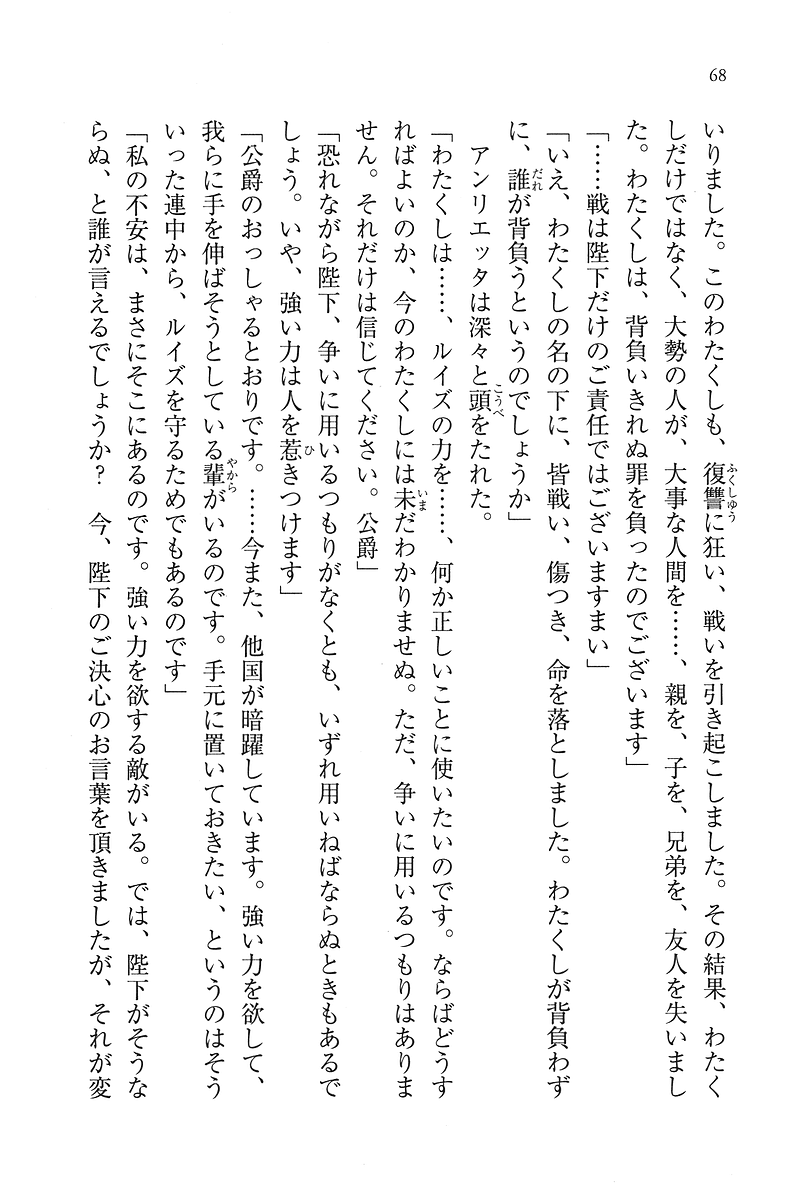 68
いりました。このわたくしも、復讐に狂い、戦いを引き起こしました。その結果、わたく
しだけではなく、大勢の人が、大事な人間を……、親を、子を、兄弟を、友人を失いまし
た。わたくしは、背負いきれぬ罪を負ったのでございます」
「……戦は陛下だけのご責任ではございますまい」
「いえ、わたくしの名の下に、皆戦い、傷つき、命を落としました。わたくしが背負わず
に、誰が背負うというのでしょうか」
　アンリエッタは深々と頭をたれた。
「わたくしは……、ルイズの力を……、何か正しいことに使いたいのです。ならばどうす
ればよいのか、今のわたくしには未だわかりませぬ。ただ、争いに用いるつもりはありま
せん。それだけは信じてください。公爵」
「恐れながら陛下、争いに用いるつもりがなくとも、いずれ用いねばならぬときもあるで
しょう。いや、強い力は人を惹きつけます」
「公爵のおっしゃるとおりです。……今また、他国が暗躍しています。強い力を欲して、
我らに手を伸ばそうとしている輩がいるのです。手元に置いておきたい、というのはそう
いった連中から、ルイズを守るためでもあるのです」
「私の不安は、まさにそこにあるのです。強い力を欲する敵がいる。では、陛下がそうな
らぬ、と誰が言えるでしょうか？　今、陛下のご決心のお言葉を頂きましたが、それが変